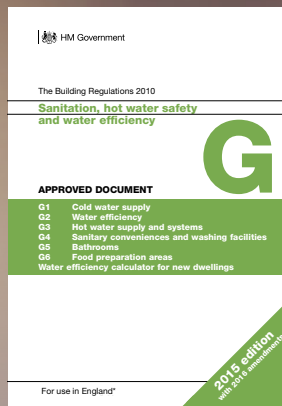 HM Government
The Building Regulations 2010
Sanitation, hot water safety
and water efficiency
G
APPROVED DOCUMENT
G1 Cold water supply
G2 Water efficiency
G3 Hot water supply and systems
G4 Sanitary conveniences and washing facilities
G5 Bathrooms
G6 Food preparation areas
Water efficiency calculator for new dwellings
2015 edition
with 2016 amendments
For use in England*